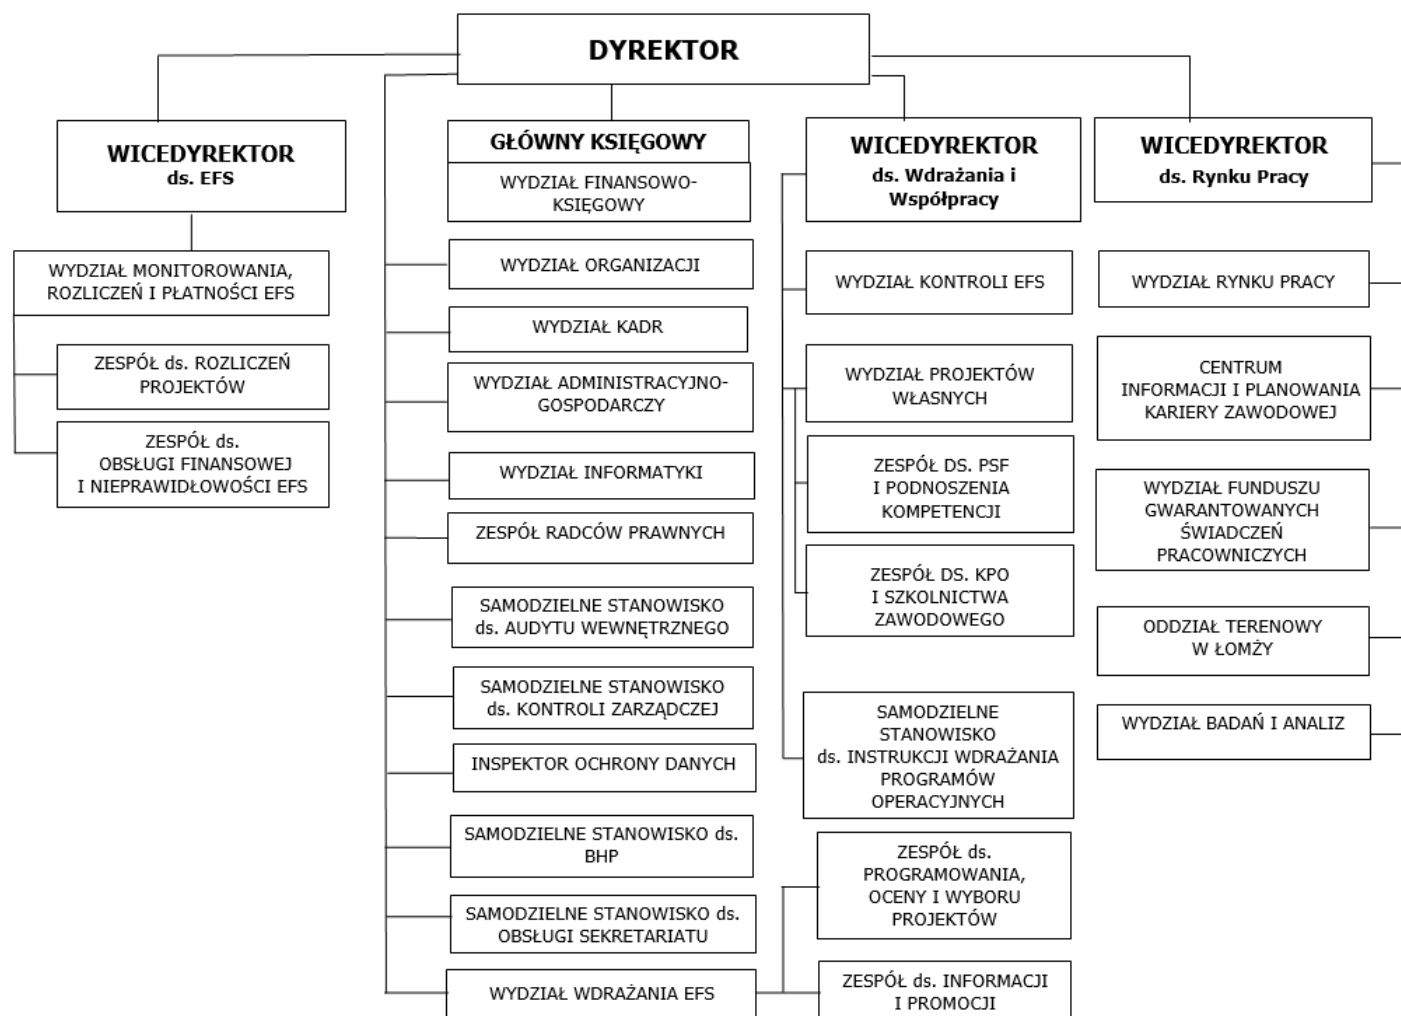 DYREKTOR
WICEDYREKTOR
ds. EFS
WYDZIAŁ MONITOROWANIA,
ROZLICZEŃ I PŁATNOŚCI EFS
ZESPÓŁ ds. ROZLICZEŃ
PROJEKTÓW
ZESPÓŁ ds.
OBSŁUGI FINANSOWEJ
I NIEPRAWIDŁOWOŚCI EFS
GŁÓWNY KSIĘGOWY
WYDZIAŁ FINANSOWO-
KSIĘGOWY
WYDZIAŁ ORGANIZACJI
WYDZIAŁ KADR
WYDZIAŁ ADMINISTRACYJNO-
GOSPODARCZY
WYDZIAŁ INFORMATYKI
ZESPÓŁ RADCÓW PRAWNYCH
SAMODZIELNE STANOWISKO
ds. AUDYTU WEWNĘTRZNEGO
SAMODZIELNE STANOWISKO
ds. KONTROLI ZARZĄDCZEJ
INSPEKTOR OCHRONY DANYCH
SAMODZIELNE STANOWISKO ds.
BHP
SAMODZIELNE STANOWISKO ds.
OBSŁUGI SEKRETARIATU
WYDZIAŁ WDRAŻANIA EFS
WICEDYREKTOR
ds. Wdrażania i
Współpracy
WYDZIAŁ KONTROLI EFS
WYDZIAŁ PROJEKTÓW
WŁASNYCH
ZESPÓŁ DS. PSF
I PODNOSZENIA
KOMPETENCJI
ZESPÓŁ DS. KPO
I SZKOLNICTWA
ZAWODOWEGO
SAMODZIELNE
STANOWISKO
ds. INSTRUKCJI WDRAŻANIA
PROGRAMÓW
OPERACYJNYCH
ZESPÓŁ ds.
PROGRAMOWANIA,
OCENY I WYBORU
PROJEKTÓW
ZESPÓŁ ds. INFORMACJI
I PROMOCJI
WICEDYREKTOR
ds. Rynku Pracy
WYDZIAŁ RYNKU PRACY
CENTRUM
INFORMACJI I PLANOWANIA
KARIERY ZAWODOWEJ
WYDZIAŁ FUNDUSZU
GWARANTOWANYCH
ŚWIADCZEŃ
PRACOWNICZYCH
ODDZIAŁ TERENOWY
W ŁOMŻY
WYDZIAŁ BADAŃ I ANALIZ